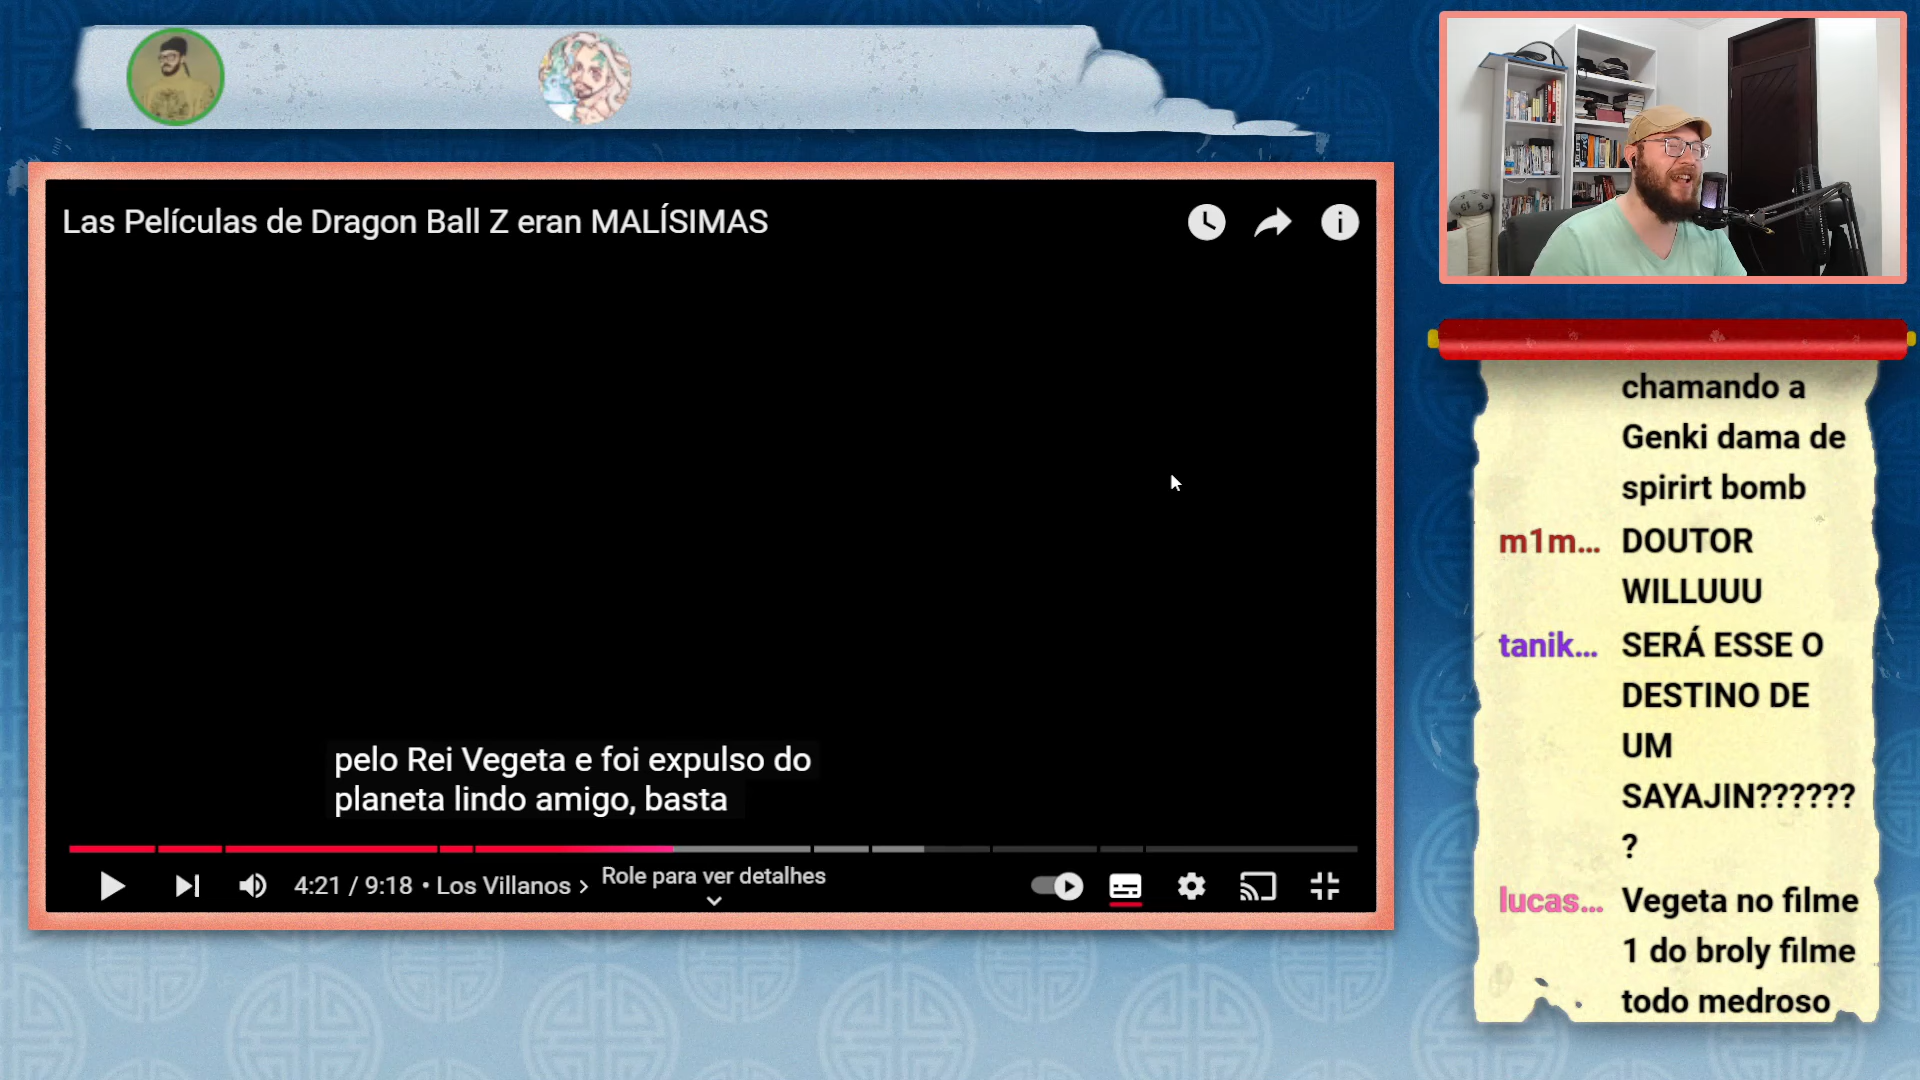 Las Películas de Dragon Ball Z eran MALÍSIMAS
pelo Rei Vegeta e foi expulso do
planeta lindo amigo, basta
4:21 / 9:18 • Los Villanos
Role para ver detalhes
chamando a
Genki dama de
spirirt bomb
m1m... DOUTOR
WILLUUU
tanik... SERÁ ESSE O
DESTINO DE
UM
SAYAJIN??????
?
lucas... Vegeta no filme
1 do broly filme
todo medroso